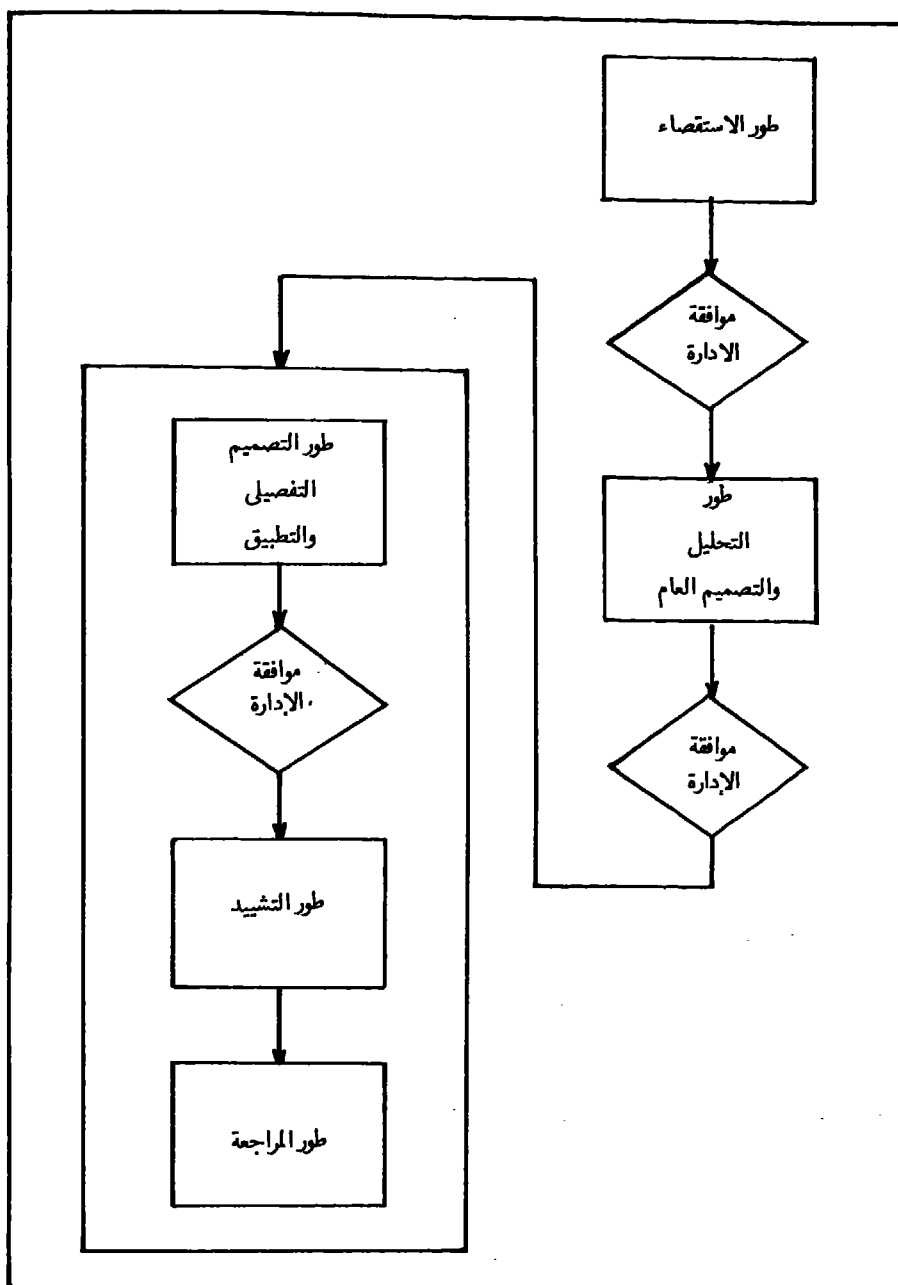 طور الاستقصاء
موافقة
الادارة
طور
التحليل
والتصميم العام
موافقة
الإدارة
طور التصميم
التفصيلى
والتطبيق
موافقة
الإدارة
طور التشييد
طور المراجعة